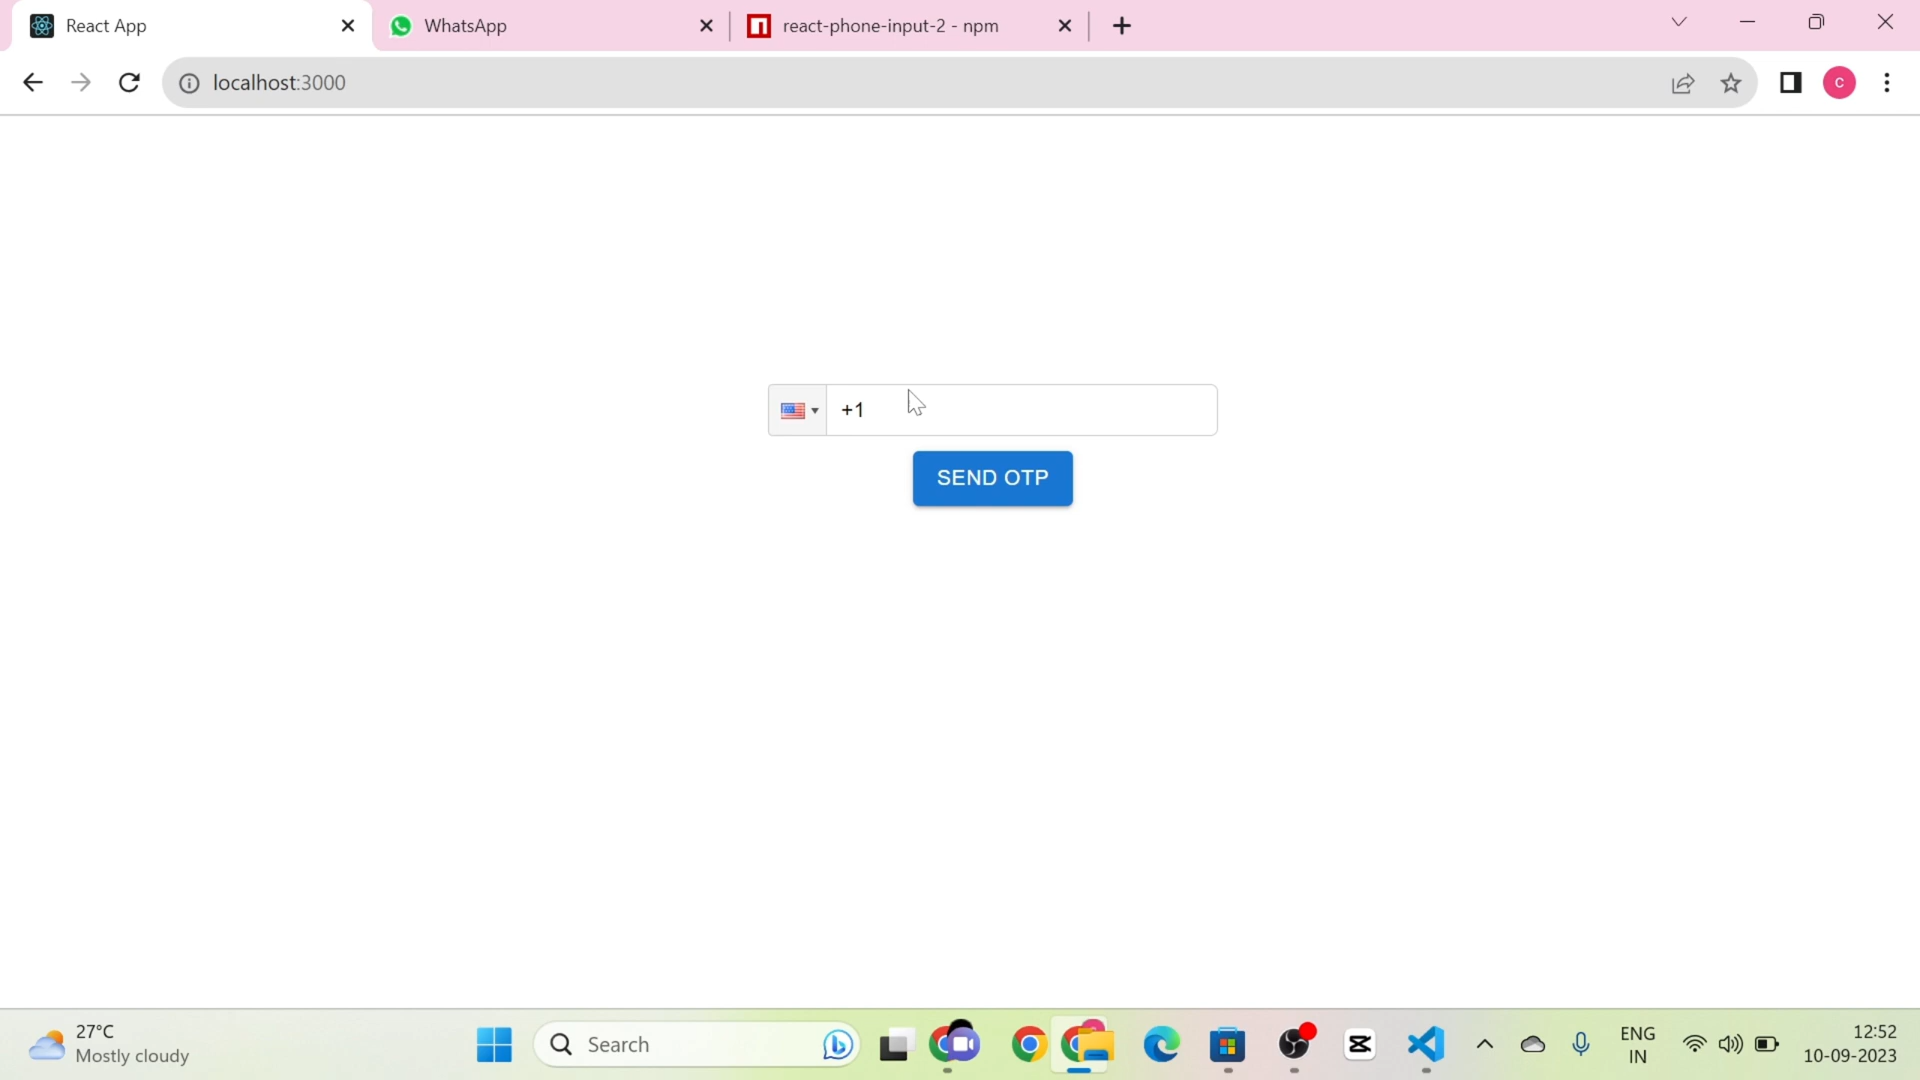 React App
WhatsApp
react-phone-input-2 - npm
localhost:3000
C
+1
SEND OTP
27°C
Mostly cloudy
Search
ENG
IN
12:52
10-09-2023